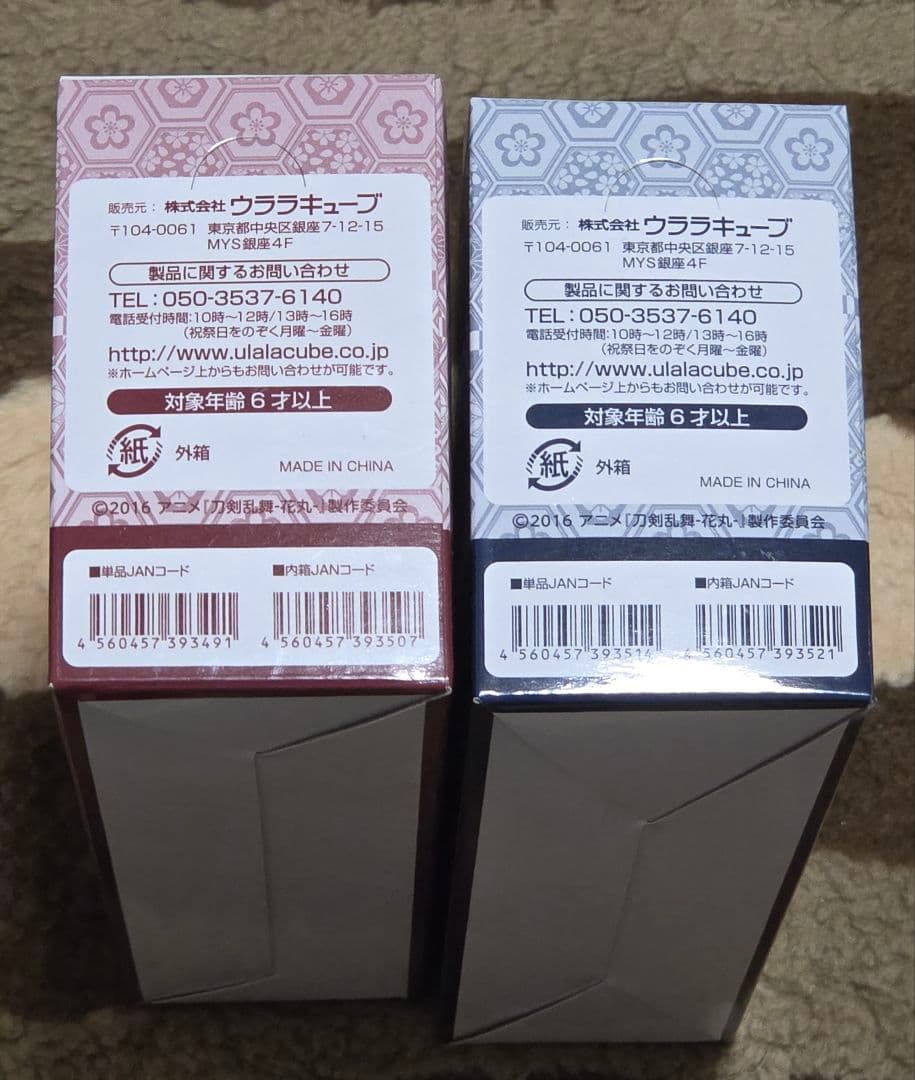 販売元： 株式会社 ウララキューブ
〒104-0061 東京都中央区銀座7-12-15
MYS銀座4F
製品に関するお問い合わせ
TEL：050-3537-6140
電話受付時間：10時～12時/13時～16時
（祝祭日をのぞく月曜～金曜）
http://www.ulalacube.co.jp
※ホームページ上からもお問い合わせが可能です。
対象年齢6才以上
紙 外箱
MADE IN CHINA
©2016 アニメ『刀剣乱舞-花丸-』製作委員会
■単品JANコード ■内箱JANコード
4 560457 393491 4 560457 393507
販売元： 株式会社 ウララキューブ
〒104-0061 東京都中央区銀座7-12-15
MYS銀座4F
製品に関するお問い合わせ
TEL：050-3537-6140
電話受付時間：10時～12時/13時～16時
（祝祭日をのぞく月曜～金曜）
http://www.ulalacube.co.jp
※ホームページ上からもお問い合わせが可能です。
対象年齢6才以上
紙 外箱
MADE IN CHINA
©2016 アニメ『刀剣乱舞-花丸-』製作委員会
■単品JANコード ■内箱JANコード
4 560457 393514 4 560457 393521